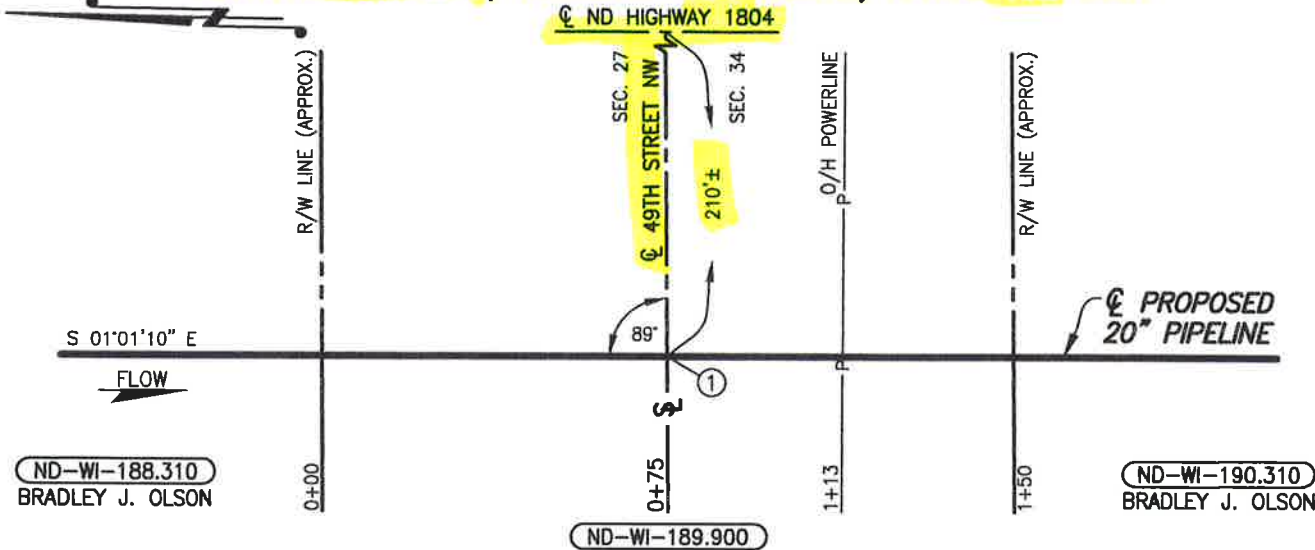 ℄ ND HIGHWAY 1804
R/W LINE (APPROX.)
SEC. 27
℄ 49TH STREET NW
SEC. 34
210'±
O/H POWERLINE
P
R/W LINE (APPROX.)
℄ PROPOSED
20" PIPELINE
S 01°01'10" E
89°
FLOW
1
P
ND-WI-188.310
BRADLEY J. OLSON
0+00
0+75
1+13
1+50
ND-WI-190.310
BRADLEY J. OLSON
ND-WI-189.900